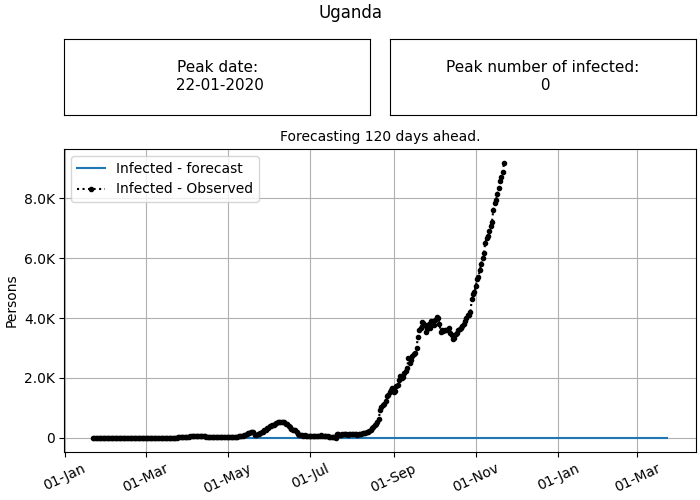 Uganda
Peak date:
22-01-2020
Peak number of infected:
0
Forecasting 120 days ahead.
Infected - forecast
Infected - Observed
Persons
8.0K
6.0K
4.0K
2.0K
0
01-Jan
01-Mar
01-May
01-Jul
01-Sep
01-Nov
01-Jan
01-Mar